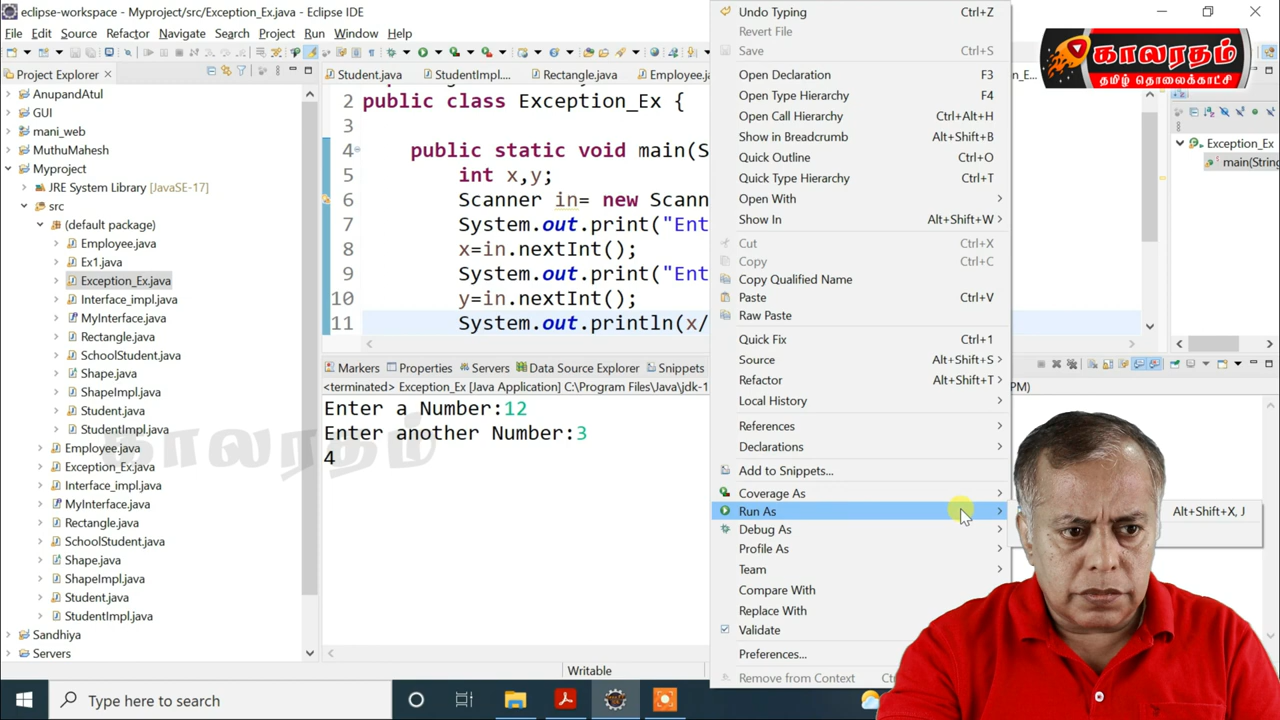 eclipse-workspace - Myproject/src/Exception_Ex.java - Eclipse IDE
File Edit Source Refactor Navigate Search Project Run Window Help
Project Explorer
AnupandAtul
GUI
mani_web
MuthuMahesh
Myproject
JRE System Library [JavaSE-17]
src
(default package)
Employee.java
Ex1.java
Exception_Ex.java
Interface_impl.java
MyInterface.java
Rectangle.java
SchoolStudent.java
Shape.java
ShapeImpl.java
Student.java
StudentImpl.java
Employee.java
Exception_Ex.java
Interface_impl.java
MyInterface.java
Rectangle.java
SchoolStudent.java
Shape.java
ShapeImpl.java
Student.java
StudentImpl.java
Sandhiya
Servers
Student.java StudentImpl.... Rectangle.java Employee.ja
2 public class Exception_Ex {
3
4 public static void main(S
5 int x,y;
6 Scanner in= new Scann
7 System.out.print("Ent
8 x=in.nextInt();
9 System.out.print("Ent
10 y=in.nextInt();
11 System.out.println(x/
Markers Properties Servers Data Source Explorer Snippets
<terminated> Exception_Ex [Java Application] C:\Program Files\Java\jdk-1
PM)
Enter a Number:12
Enter another Number:3
4
காலரதம்
Writable
Undo Typing Ctrl+Z
Revert File
Save Ctrl+S
Open Declaration F3
Open Type Hierarchy F4
Open Call Hierarchy Ctrl+Alt+H
Show in Breadcrumb Alt+Shift+B
Quick Outline Ctrl+O
Quick Type Hierarchy Ctrl+T
Open With
Show In Alt+Shift+W
Cut Ctrl+X
Copy Ctrl+C
Copy Qualified Name
Paste Ctrl+V
Raw Paste
Quick Fix Ctrl+1
Source Alt+Shift+S
Refactor Alt+Shift+T
Local History
References
Declarations
Add to Snippets...
Coverage As
Run As
Debug As
Profile As
Team
Compare With
Replace With
Validate
Preferences...
Remove from Context
Alt+Shift+X, J
காலரதம்
தமிழ் தொலைக்காட்சி
Exception_Ex
main(String
Type here to search